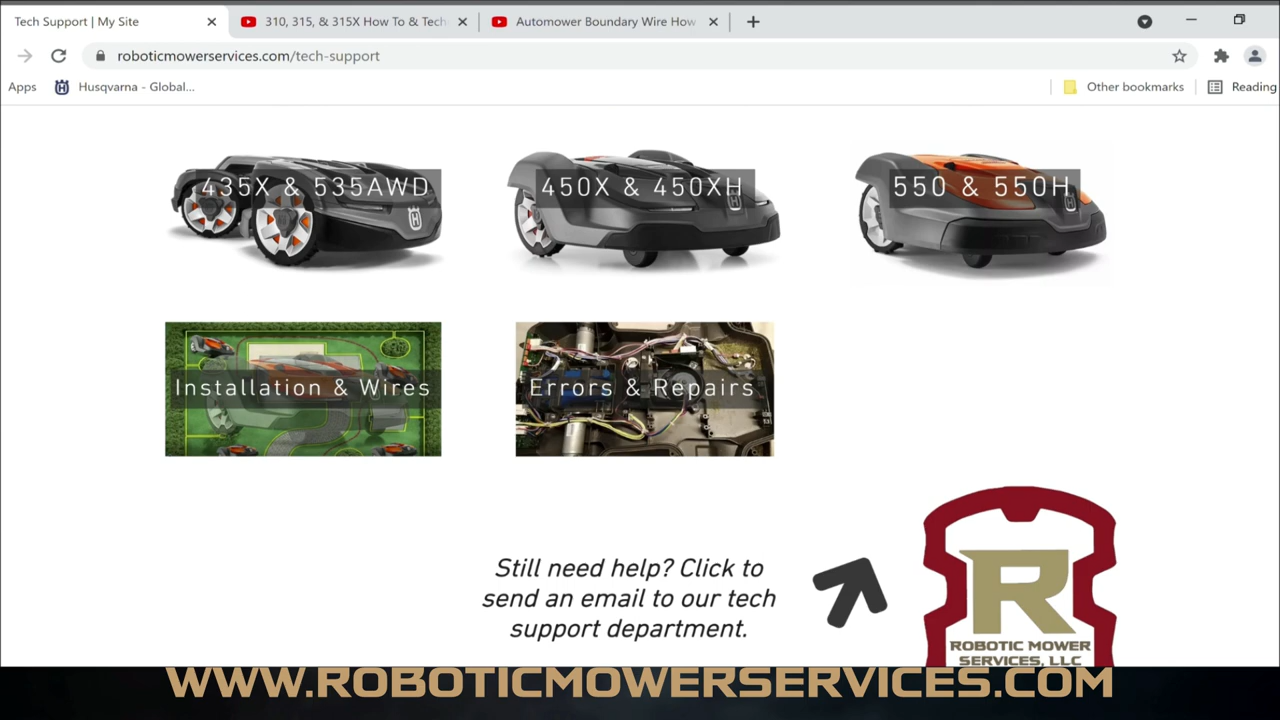 Tech Support | My Site
310, 315, & 315X How To & Tech
Automower Boundary Wire How
roboticmowerservices.com/tech-support
Apps
Husqvarna - Global...
Other bookmarks
Reading
435X & 535AWD
450X & 450XH
550 & 550H
Installation & Wires
Errors & Repairs
Still need help? Click to
send an email to our tech
support department.
R
ROBOTIC MOWER
SERVICES, LLC
WWW.ROBOTICMOWERSERVICES.COM